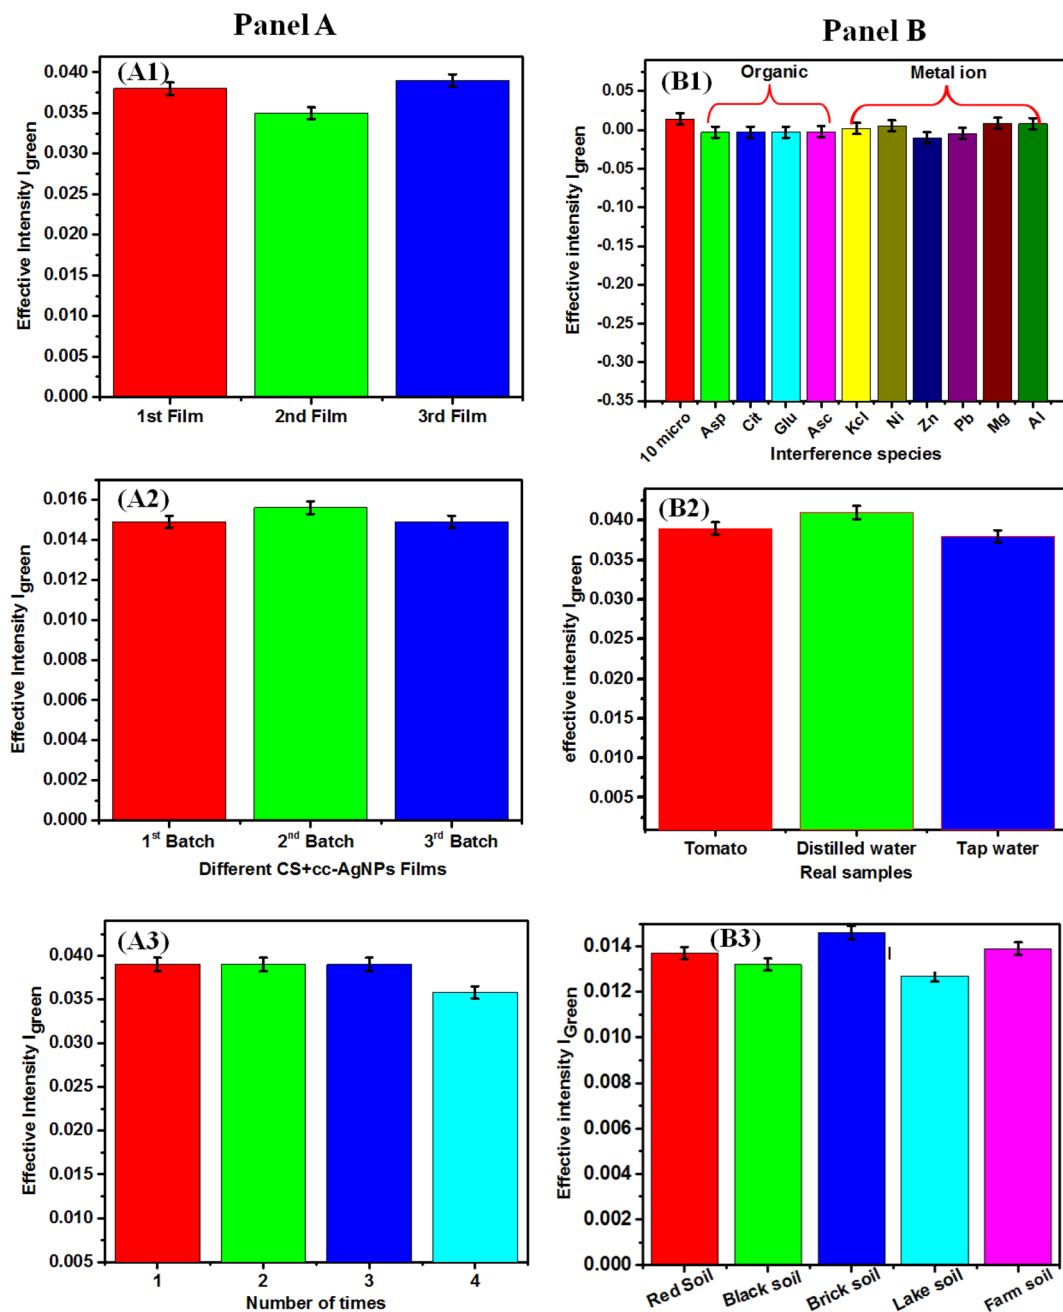 Panel A
Panel B
(A1)
Effective Intensity Igreen
0.040
0.035
0.030
0.025
0.020
0.015
0.010
0.005
0.000
1st Film 2nd Film 3rd Film
(B1)
Organic Metal ion
Effective intensity Igreen
0.05
0.00
-0.05
-0.10
-0.15
-0.20
-0.25
-0.30
-0.35
10 micro Asp Cit Glu Asc Kcl Ni Zn Pb Mg Al
Interference species
(A2)
Effective Intensity Igreen
0.016
0.014
0.012
0.010
0.008
0.006
0.004
0.002
0.000
1st Batch 2nd Batch 3rd Batch
Different CS+cc-AgNPs Films
(B2)
effective intensity Igreen
0.040
0.035
0.030
0.025
0.020
0.015
0.010
0.005
Tomato Distilled water Tap water
Real samples
(A3)
Effective Intensity Igreen
0.040
0.035
0.030
0.025
0.020
0.015
0.010
0.005
1 2 3 4
Number of times
(B3)
Effective intensity IGreen
0.014
0.012
0.010
0.008
0.006
0.004
0.002
0.000
Red Soil Black soil Brick soil Lake soil Farm soil